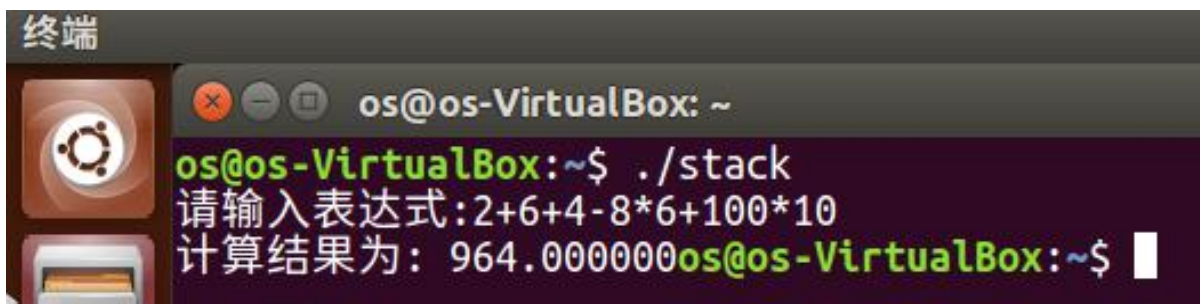 终端
os@os-VirtualBox: ~
os@os-VirtualBox:~$ ./stack
请输入表达式:2+6+4-8*6+100*10
计算结果为: 964.000000os@os-VirtualBox:~$